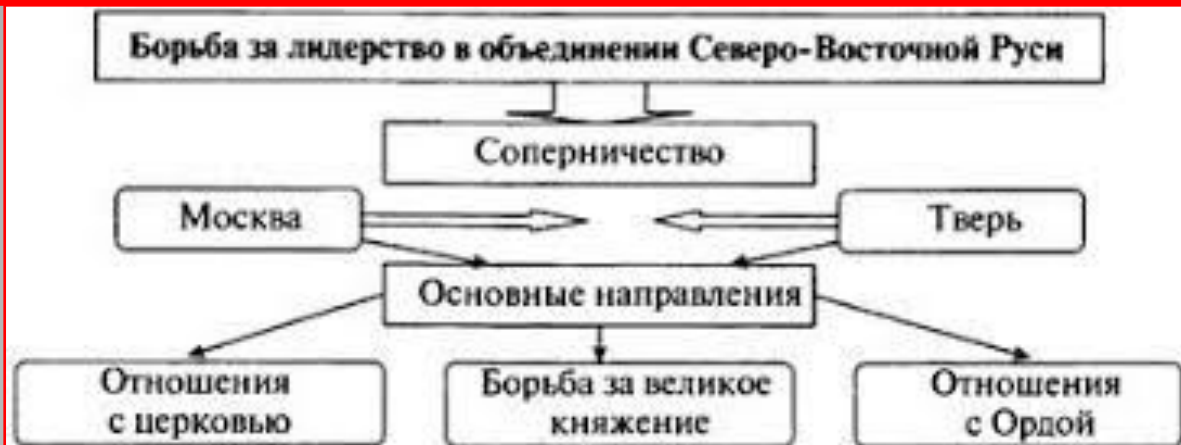 Борьба за лидерство в объединении Северо-Восточной Руси
Соперничество
Москва
Тверь
Основные направления
Отношения
с церковью
Борьба за великое
княжение
Отношения
с Ордой